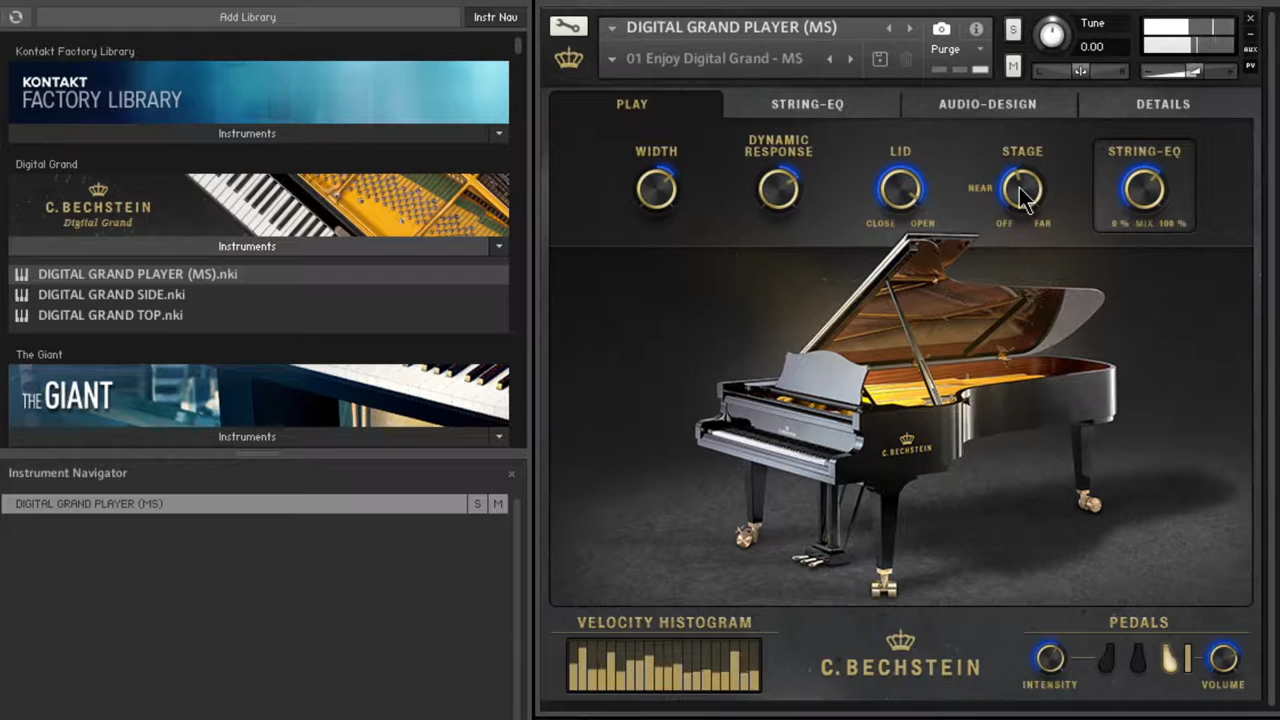 Add Library
Instr Nav
Kontakt Factory Library
KONTAKT
FACTORY LIBRARY
Instruments
Digital Grand
C.BECHSTEIN
Digital Grand
Instruments
DIGITAL GRAND PLAYER (MS).nki
DIGITAL GRAND SIDE.nki
DIGITAL GRAND TOP.nki
The Giant
THE GIANT
Instruments
Instrument Navigator
DIGITAL GRAND PLAYER (MS) S M
DIGITAL GRAND PLAYER (MS)
01 Enjoy Digital Grand - MS
Purge
S
M
Tune
0.00
L R
AUX
PV
PLAY
STRING-EQ
AUDIO-DESIGN
DETAILS
WIDTH
DYNAMIC
RESPONSE
LID
CLOSE OPEN
STAGE
NEAR
OFF FAR
STRING-EQ
0 % MIX 100 %
C.BECHSTEIN
VELOCITY HISTOGRAM
C.BECHSTEIN
PEDALS
INTENSITY
VOLUME